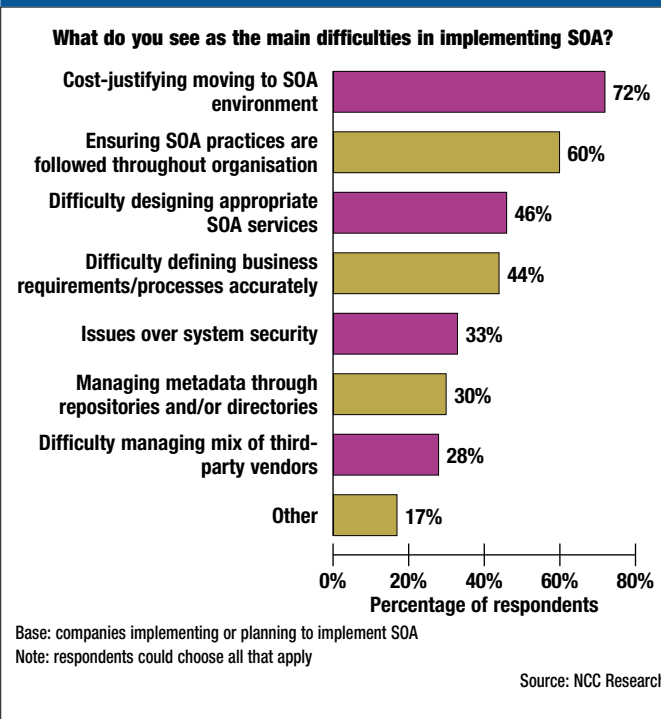 What do you see as the main difficulties in implementing SOA?
Cost-justifying moving to SOA
environment
72%
Ensuring SOA practices are
followed throughout organisation
60%
Difficulty designing appropriate
SOA services
46%
Difficulty defining business
requirements/processes accurately
44%
Issues over system security
33%
Managing metadata through
repositories and/or directories
30%
Difficulty managing mix of third-
party vendors
28%
Other
17%
0% 20% 40% 60% 80%
Percentage of respondents
Base: companies implementing or planning to implement SOA
Note: respondents could choose all that apply
Source: NCC Research